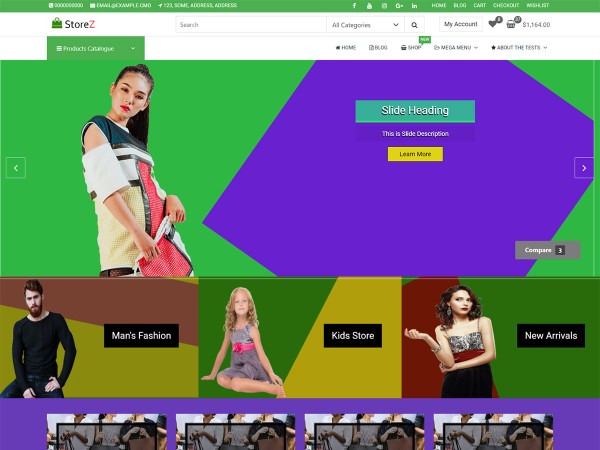 0000000000 EMAIL@EXAMPLE.CMO 123, SOME, ADDRESS, ADDRESS HOME BLOG CART CHECKOUT WISHLIST
StoreZ Search All Categories My Account 0 $1,164.00
Products Catalogue HOME BLOG SHOP NEW MEGA MENU ABOUT THE TESTS
Slide Heading
This is Slide Description
Learn More
Compare 3
Man's Fashion Kids Store New Arrivals